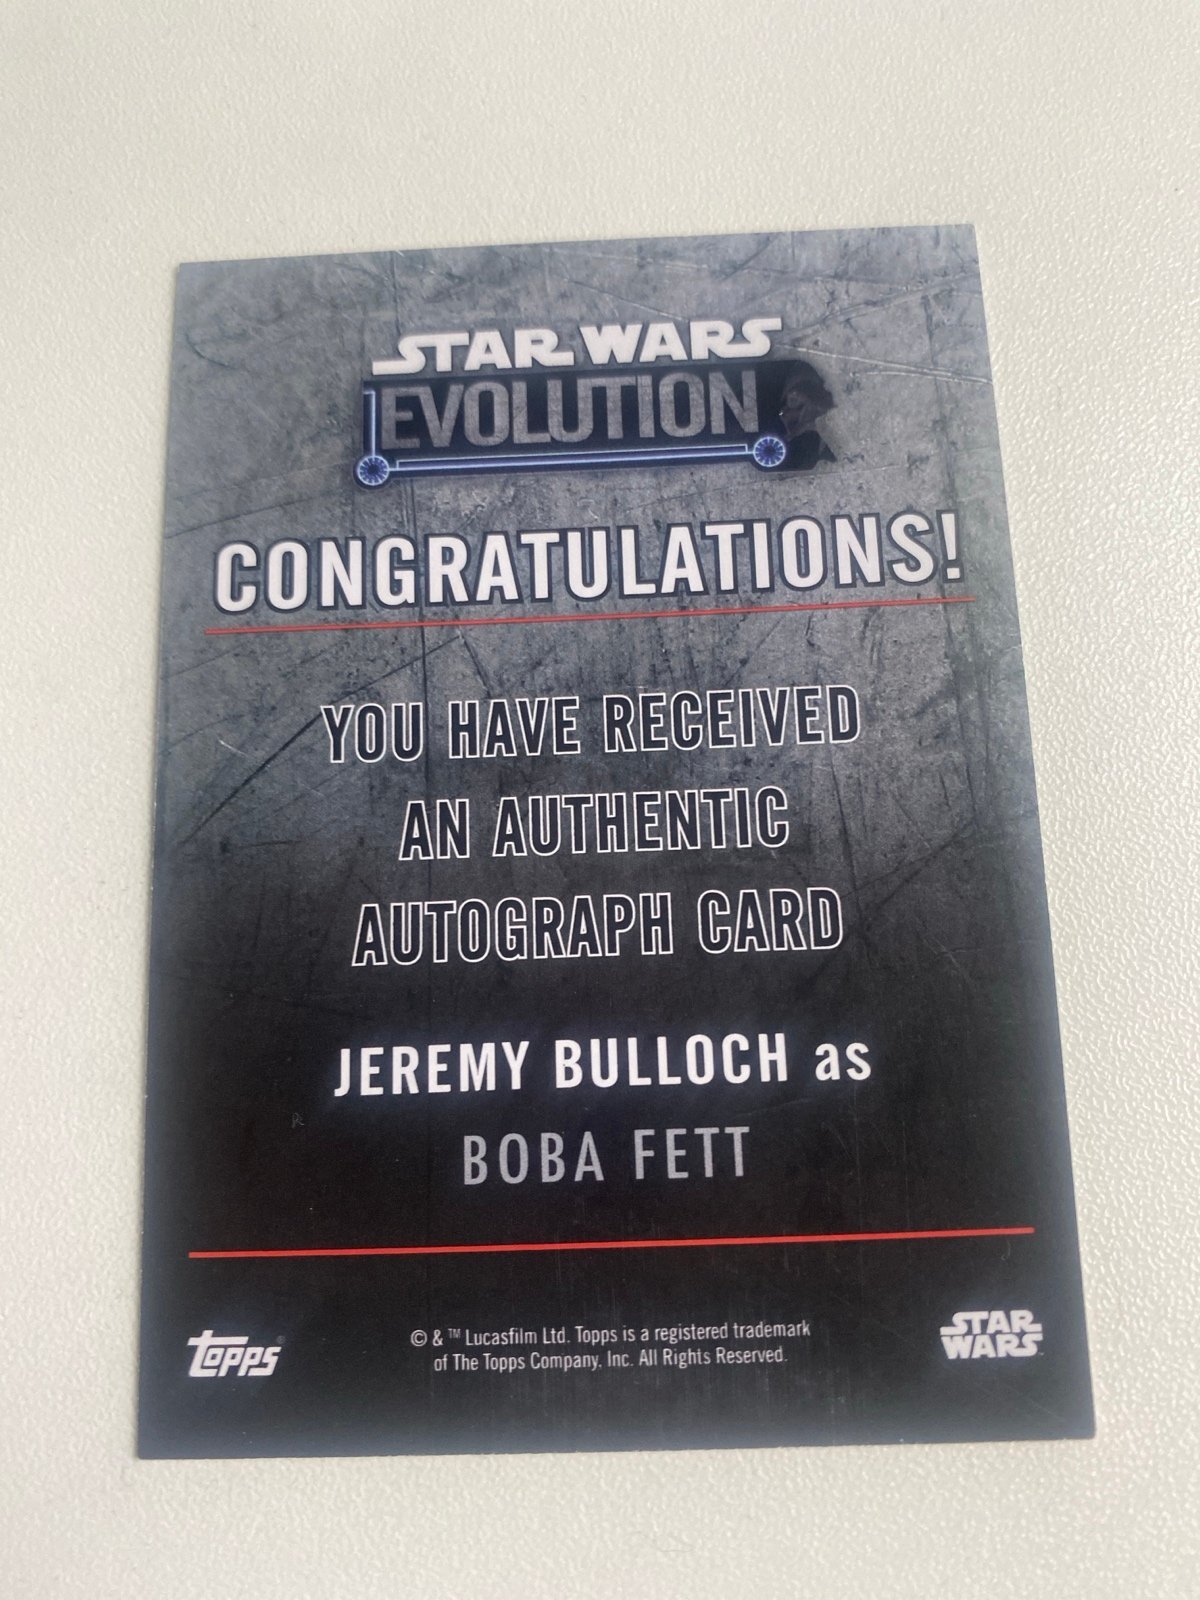 STAR WARS
EVOLUTION
CONGRATULATIONS!
YOU HAVE RECEIVED
AN AUTHENTIC
AUTOGRAPH CARD
JEREMY BULLOCH as
BOBA FETT
TOPPS®
© & ™ Lucasfilm Ltd. Topps is a registered trademark
of The Topps Company, Inc. All Rights Reserved.
STAR
WARS